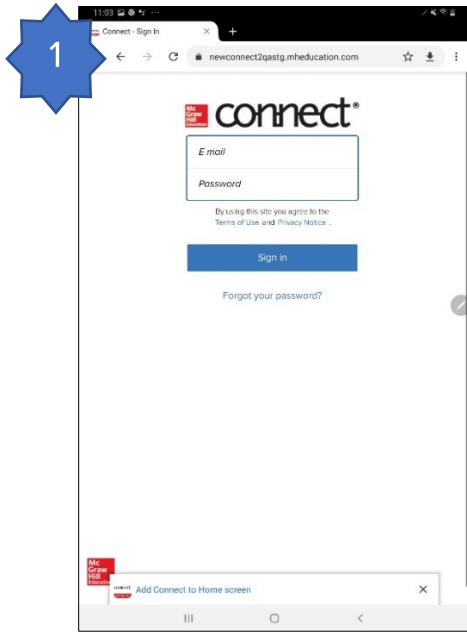 1
11:03
Connect - Sign In
newconnect2qastg.mheducation.com
Mc Graw Hill Education
connect®
E mail
Password
By using this site you agree to the
Terms of Use and Privacy Notice .
Sign in
Forgot your password?
Mc
Graw
Hill
Education
connect
Add Connect to Home screen